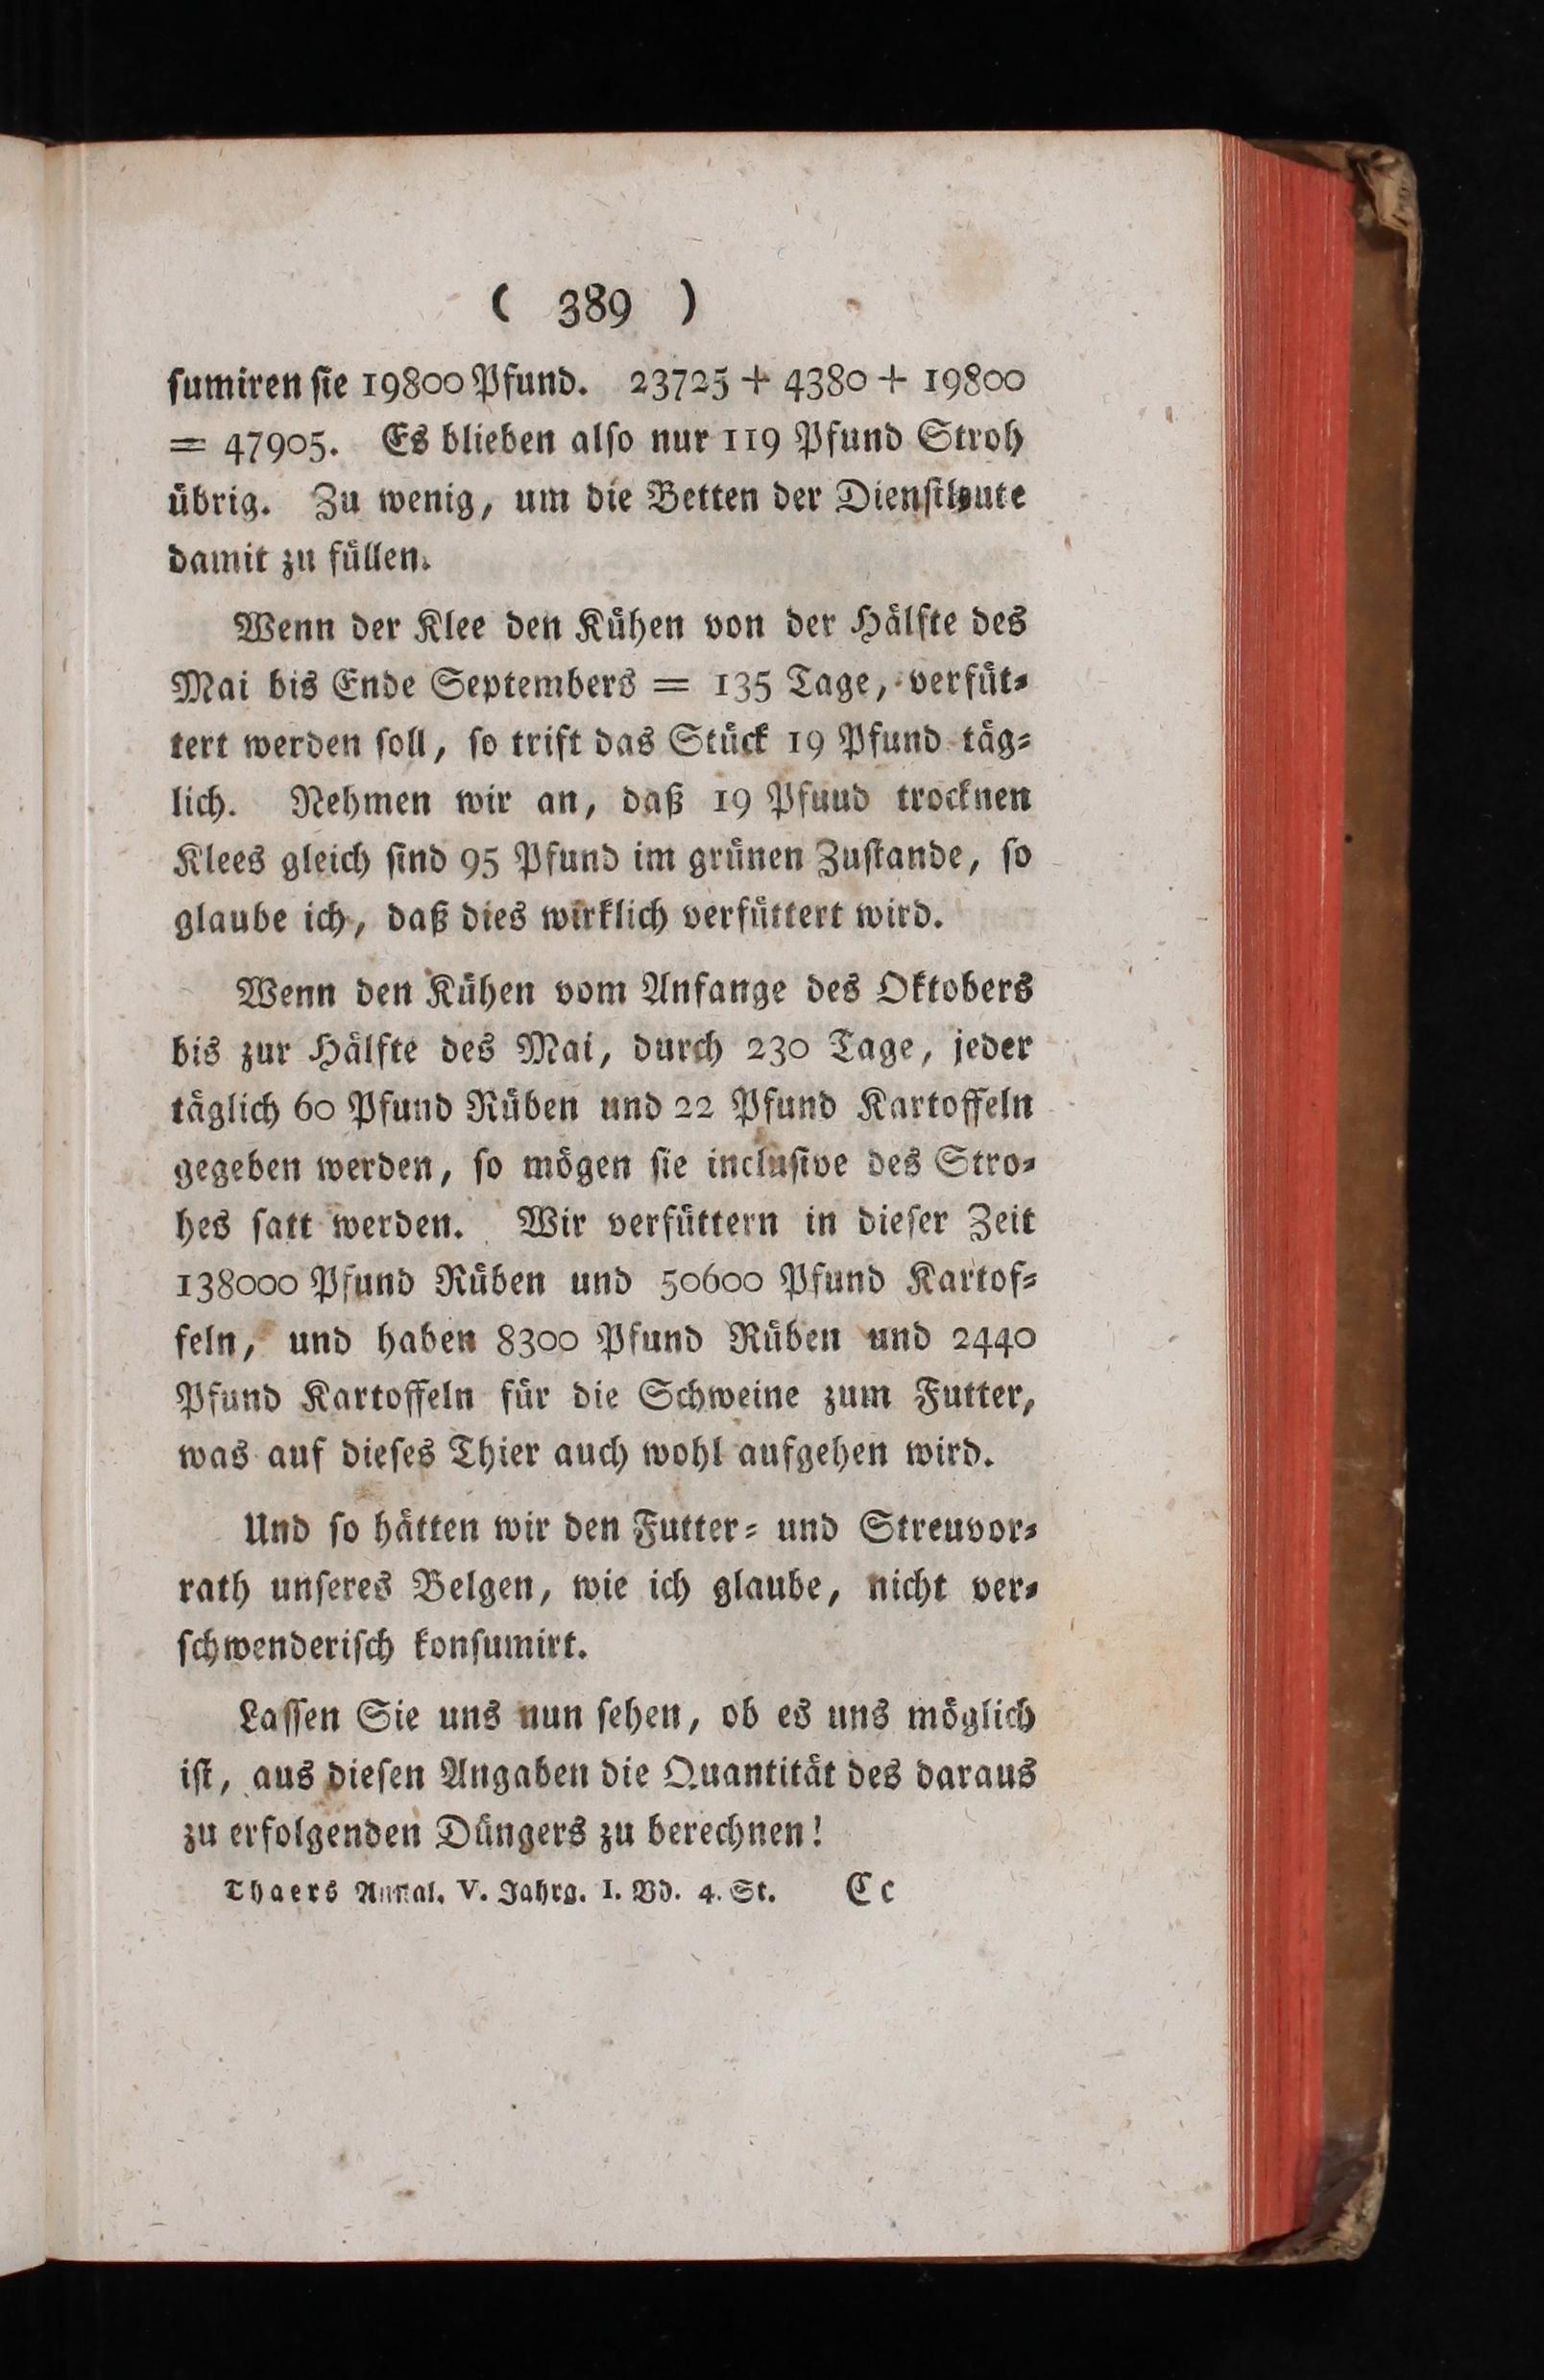 ( 389 )
ſumiren ſie 19800 Pfund. 23725 + 4380 + 19800
= 47905. Es blieben alſo nur 119 Pfund Stroh
übrig. Zu wenig, um die Betten der Dienſtleute
damit zu füllen.
Wenn der Klee den Kühen von der Hälfte des
Mai bis Ende Septembers = 135 Tage, verfüt⸗
tert werden ſoll, ſo trift das Stück 19 Pfund täg⸗
lich. Nehmen wir an, daß 19 Pfuud trocknen
Klees gleich ſind 95 Pfund im grünen Zuſtande, ſo
glaube ich, daß dies wirklich verfüttert wird.
Wenn den Kühen vom Anfange des Oktobers
bis zur Hälfte des Mai, durch 230 Tage, jeder
täglich 60 Pfund Rüben und 22 Pfund Kartoffeln
gegeben werden, ſo mögen ſie incluſive des Stro⸗
hes ſatt werden. Wir verfüttern in dieſer Zeit
138000 Pfund Rüben und 50600 Pfund Kartof⸗
feln, und haben 8300 Pfund Rüben und 2440
Pfund Kartoffeln für die Schweine zum Futter,
was auf dieſes Thier auch wohl aufgehen wird.
Und ſo hätten wir den Futter⸗ und Streuvor⸗
rath unſeres Belgen, wie ich glaube, nicht ver⸗
ſchwenderiſch konſumirt.
Laſſen Sie uns nun ſehen, ob es uns möglich
iſt, aus dieſen Angaben die Quantität des daraus
zu erfolgenden Düngers zu berechnen!
Thaers Annal. V. Jahrg. I. Bd. 4. St. Cc